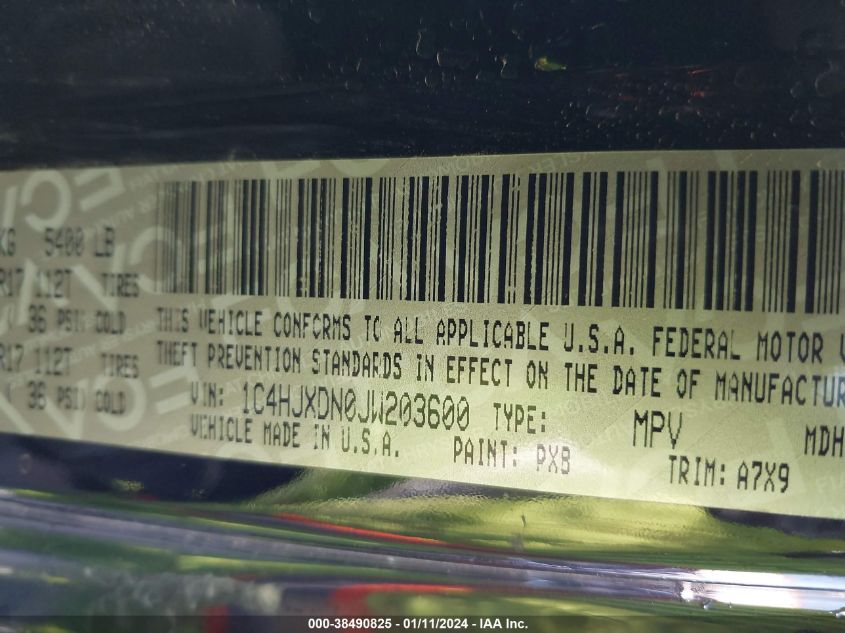 KG 5400 LB
R17 112T TIRES
36 PSI) COLD
R17 112T TIRES
( 36 PSI) COLD
THIS VEHICLE CONFORMS TO ALL APPLICABLE U.S.A. FEDERAL MOTOR V
THEFT PREVENTION STANDARDS IN EFFECT ON THE DATE OF MANUFACTUR
VIN: 1C4HJXDN0JW203600 TYPE: MPV MDH
VEHICLE MADE IN U.S.A. PAINT: PX8 TRIM: A7X9
000-38490825 - 01/11/2024 - IAA Inc.